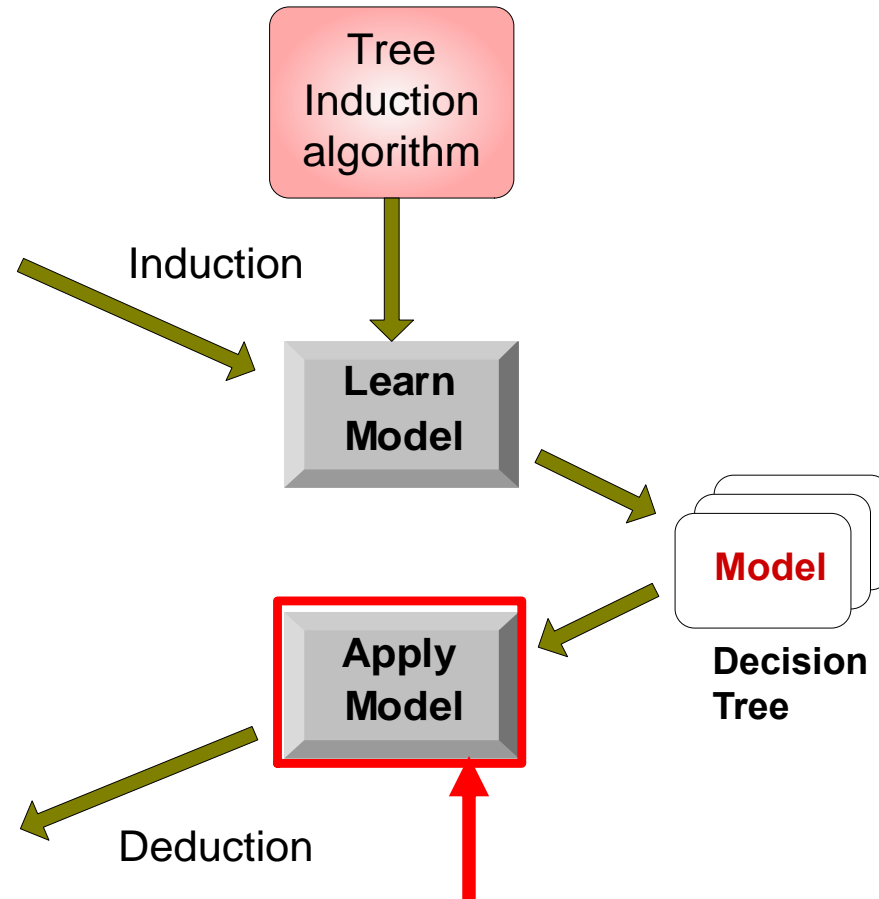 Tree
Induction
algorithm
Induction
Learn
Model
Model
Decision
Tree
Apply
Model
Deduction